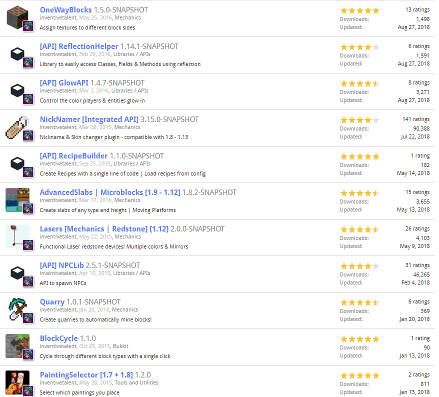 OneWayBlocks 1.5.0-SNAPSHOT
13 ratings
inventivetalent, May 25, 2016, Mechanics
Downloads: 1,498
Assign textures to different block sides
Updated: Aug 27, 2018
[API] ReflectionHelper 1.14.1-SNAPSHOT
6 ratings
inventivetalent, Feb 29, 2016, Libraries / APIs
Downloads: 1,591
Library to easily access Classes, Fields & Methods using reflection
Updated: Aug 27, 2018
[API] GlowAPI 1.4.7-SNAPSHOT
8 ratings
inventivetalent, Mar 3, 2016, Libraries / APIs
Downloads: 3,271
Control the color players & entities glow in
Updated: Aug 27, 2018
NickNamer [Integrated API] 3.15.0-SNAPSHOT
141 ratings
inventivetalent, Mar 28, 2015, Mechanics
Downloads: 90,388
Nickname & Skin changer plugin - compatible with 1.8 - 1.13
Updated: Jul 22, 2018
[API] RecipeBuilder 1.1.0-SNAPSHOT
1 rating
inventivetalent, Sep 25, 2015, Libraries / APIs
Downloads: 182
Create Recipes with a single line of code | Load recipes from config
Updated: May 14, 2018
AdvancedSlabs | Microblocks [1.9 - 1.12] 1.8.2-SNAPSHOT
15 ratings
inventivetalent, Mar 17, 2016, Mechanics
Downloads: 3,655
Create slabs of any type and height | Moving Platforms
Updated: May 13, 2018
Lasers [Mechanics | Redstone] [1.12] 2.0.0-SNAPSHOT
26 ratings
inventivetalent, May 22, 2015, Mechanics
Downloads: 4,103
Functional Laser redstone devices! Multiple colors & Mirrors
Updated: May 9, 2018
[API] NPCLib 2.5.1-SNAPSHOT
31 ratings
inventivetalent, Apr 10, 2015, Libraries / APIs
Downloads: 46,265
API to spawn NPCs
Updated: Feb 4, 2018
Quarry 1.0.1-SNAPSHOT
6 ratings
inventivetalent, Jan 20, 2018, Mechanics
Downloads: 369
Create quarries to automatically mine blocks!
Updated: Jan 20, 2018
BlockCycle 1.1.0
1 rating
inventivetalent, Oct 25, 2015, Bukkit
Downloads: 90
Cycle through different block types with a single click
Updated: Jan 13, 2018
PaintingSelector [1.7 + 1.8] 1.2.0
2 ratings
inventivetalent, May 28, 2015, Tools and Utilities
Downloads: 811
Select which paintings you place
Updated: Jan 13, 2018